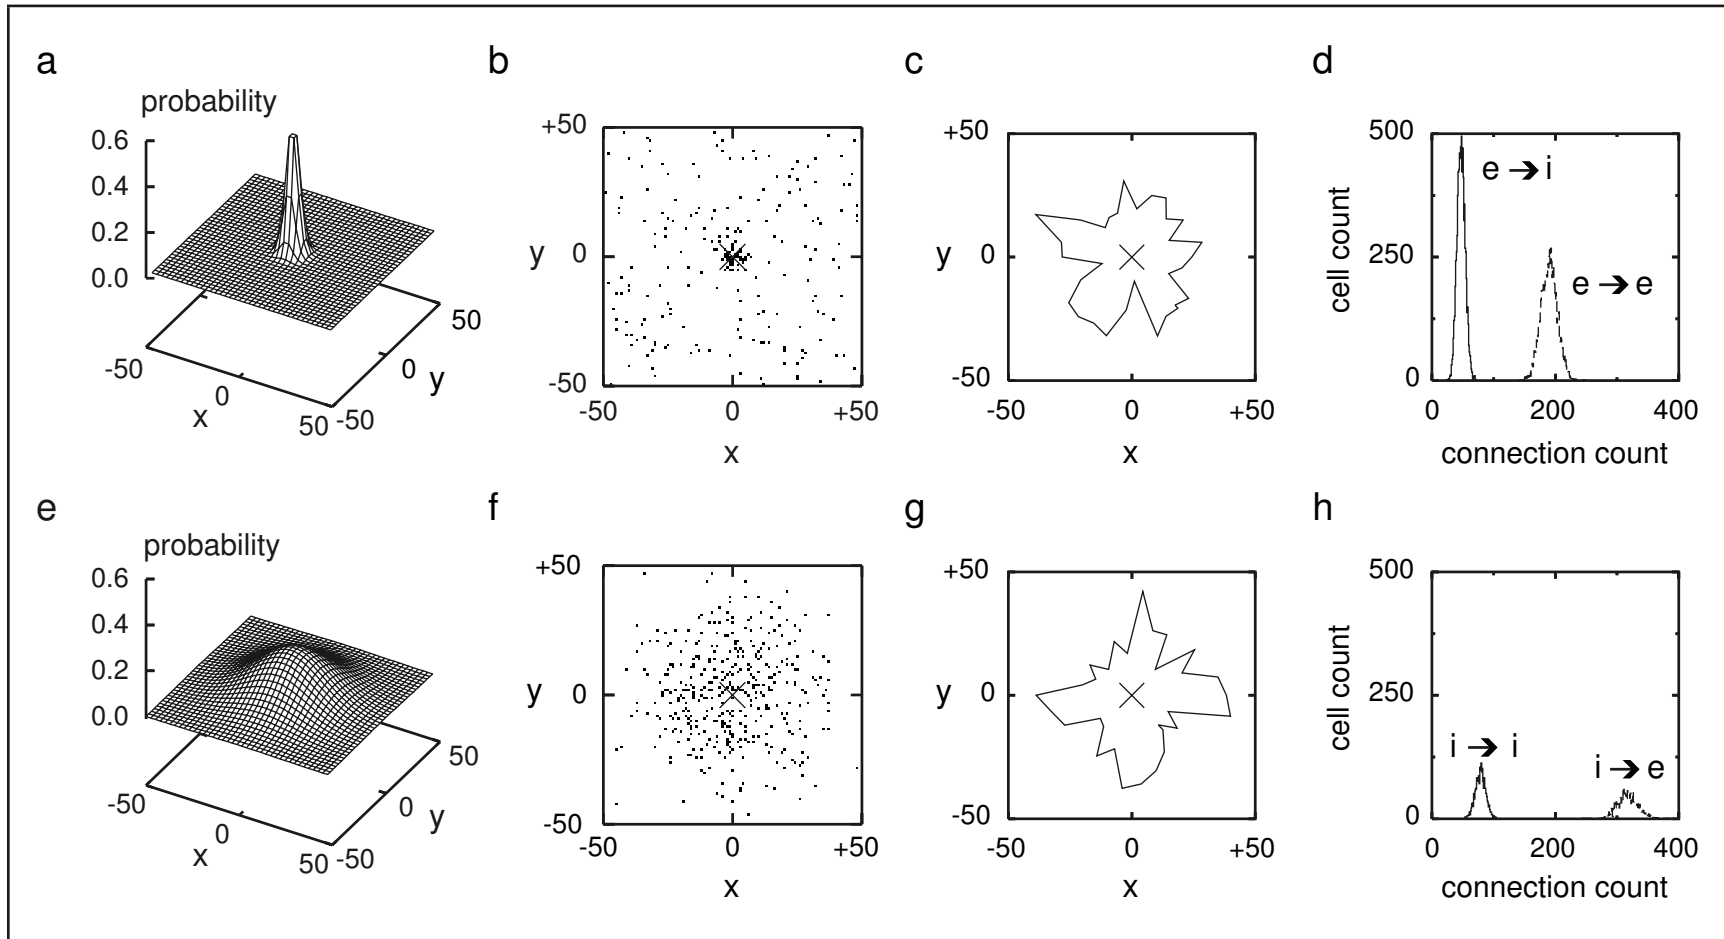 a
probability
0.6
0.4
0.2
0.0
-50
0
50
x
-50
0
50
y
b
+50
y 0
-50
-50 0 +50
x
c
+50
y 0
-50
-50 0 +50
x
d
500
250
0
cell count
e ➔ i
e ➔ e
0 200 400
connection count
e
probability
0.6
0.4
0.2
0.0
-50
0
50
x
-50
0
50
y
f
+50
y 0
-50
-50 0 +50
x
g
+50
y 0
-50
-50 0 +50
x
h
500
250
0
cell count
i ➔ i
i ➔ e
0 200 400
connection count